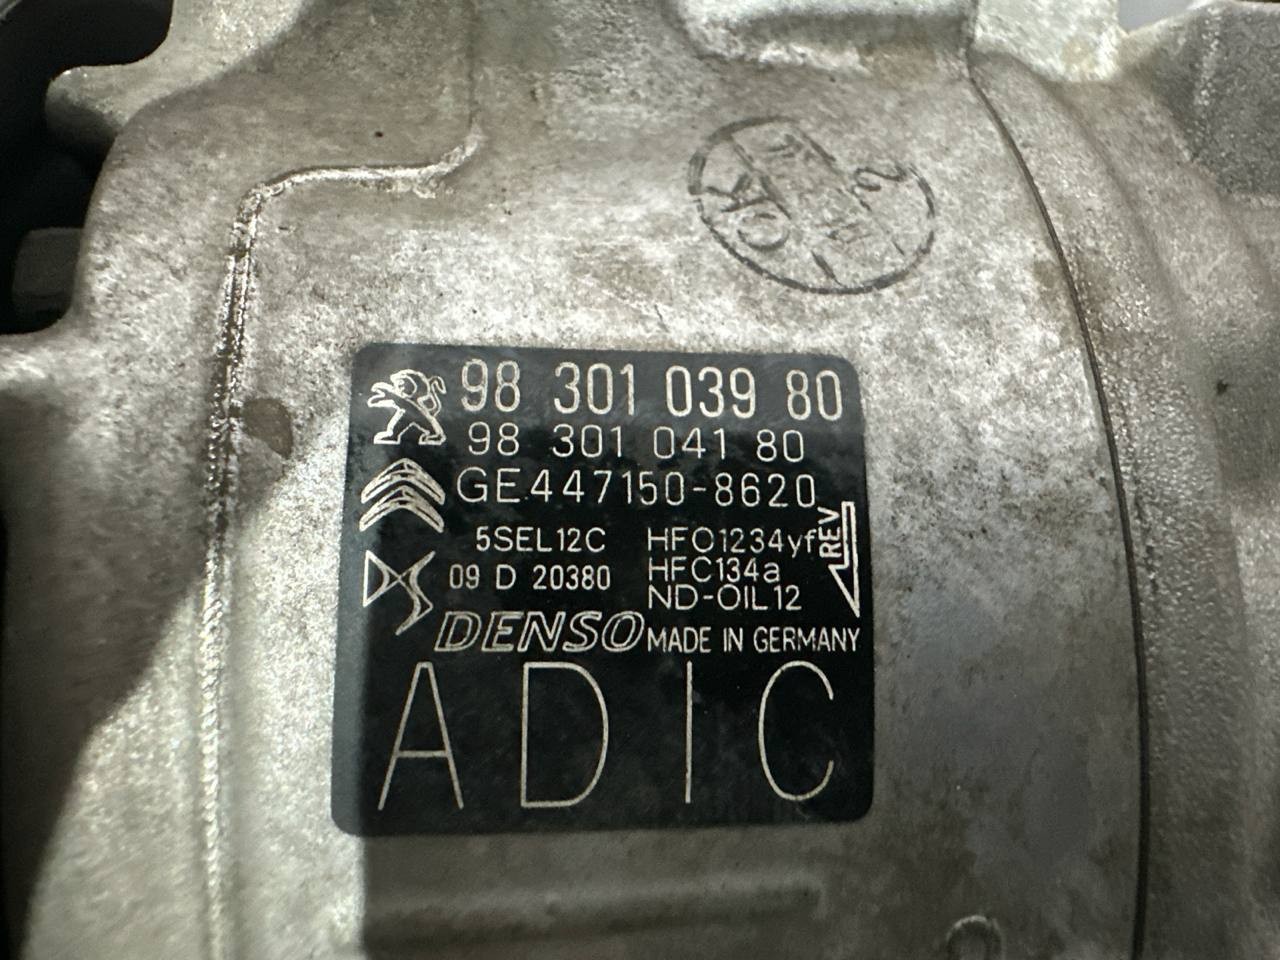 OK
98 301 039 80
98 301 041 80
GE447150-8620
5SEL12C HFO1234yf
REV
09 D 20380 HFC134a
ND-OIL12
DENSO MADE IN GERMANY
ADIC